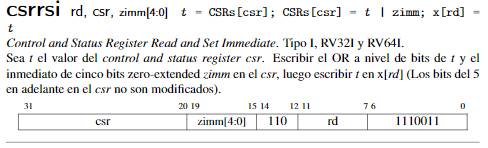 csrrsi rd, csr, zimm[4:0] t = CSRs[csr]; CSRs[csr] = t | zimm; x[rd] =
t
Control and Status Register Read and Set Immediate. Tipo I, RV32I y RV64I.
Sea t el valor del control and status register csr. Escribir el OR a nivel de bits de t y el
inmediato de cinco bits zero-extended zimm en el csr, luego escribir t en x[rd] (Los bits del 5
en adelante en el csr no son modificados).
31 20 19 15 14 12 11 7 6 0
csr zimm[4:0] 110 rd 1110011